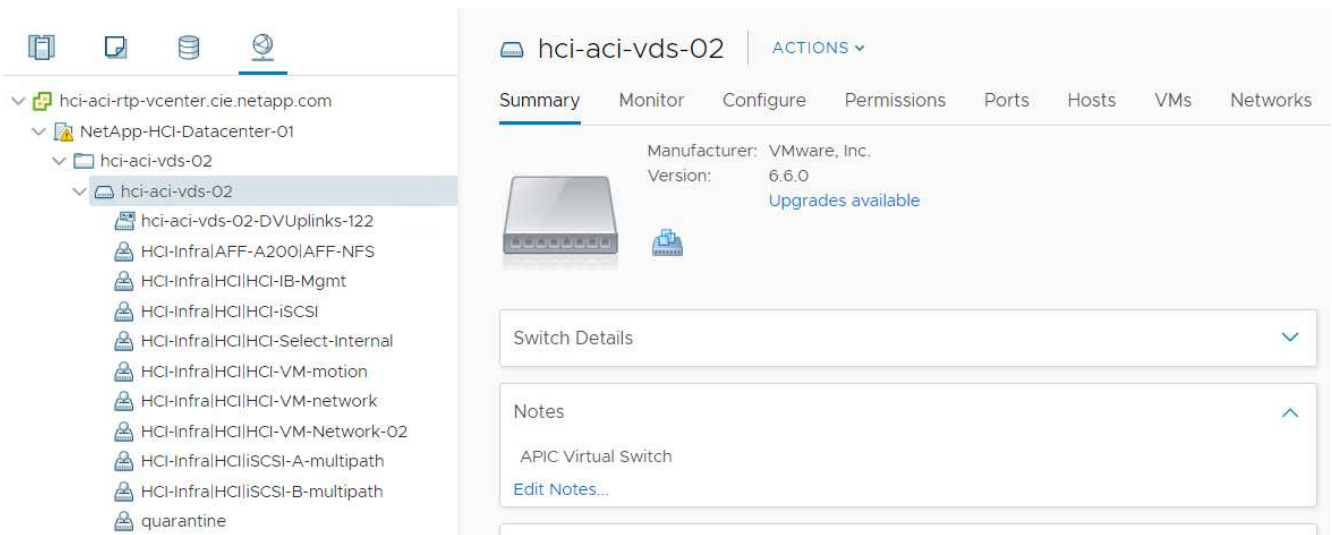 hci-aci-rtp-vcenter.cie.netapp.com
NetApp-HCI-Datacenter-01
hci-aci-vds-02
hci-aci-vds-02
hci-aci-vds-02-DVUplinks-122
HCI-Infra|AFF-A200|AFF-NFS
HCI-Infra|HCI|HCI-IB-Mgmt
HCI-Infra|HCI|HCI-iSCSI
HCI-Infra|HCI|HCI-Select-Internal
HCI-Infra|HCI|HCI-VM-motion
HCI-Infra|HCI|HCI-VM-network
HCI-Infra|HCI|HCI-VM-Network-02
HCI-Infra|HCI|iSCSI-A-multipath
HCI-Infra|HCI|iSCSI-B-multipath
quarantine
hci-aci-vds-02 ACTIONS
Summary Monitor Configure Permissions Ports Hosts VMs Networks
Manufacturer: VMware, Inc.
Version: 6.6.0
Upgrades available
Switch Details
Notes
APIC Virtual Switch
Edit Notes...